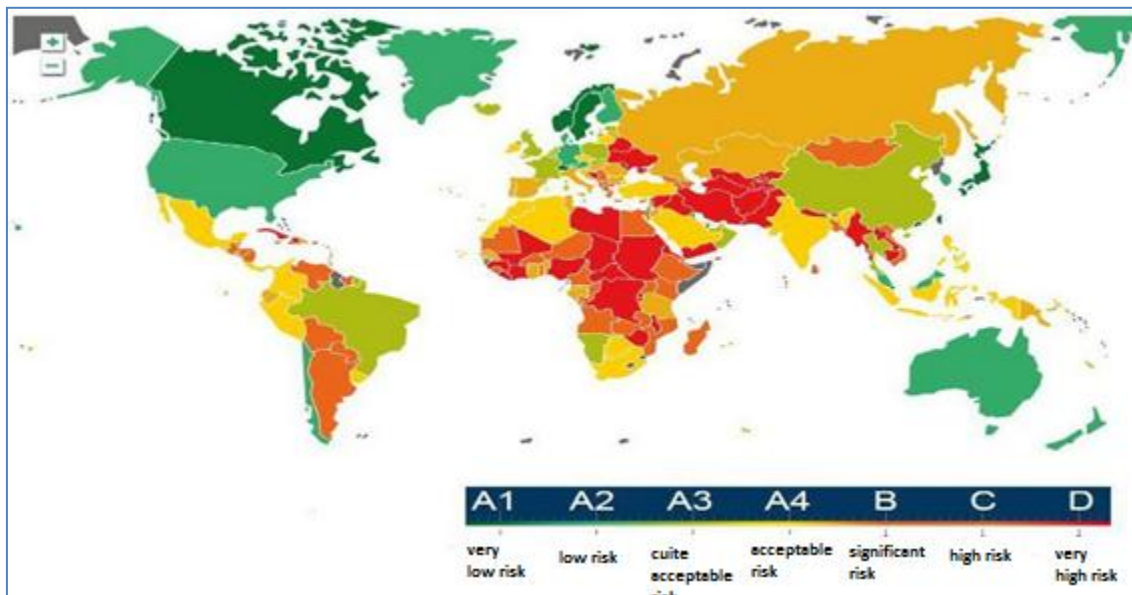 +
−
A1 A2 A3 A4 B C D
very low risk
low risk
cuite acceptable risk
acceptable risk
significant risk
high risk
very high risk